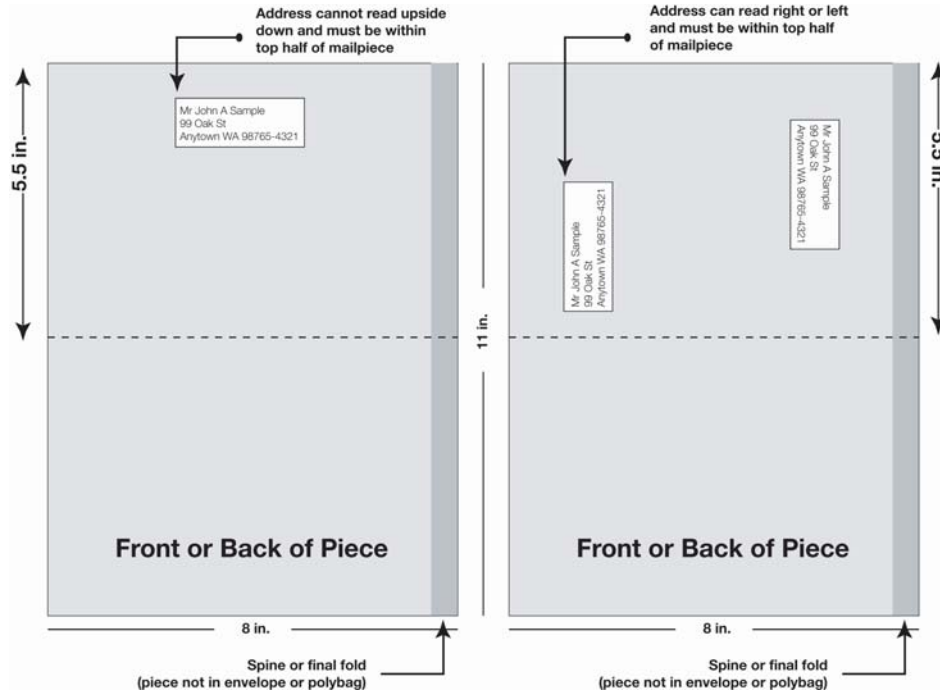 Address cannot read upside
down and must be within
top half of mailpiece
Mr John A Sample
99 Oak St
Anytown WA 98765-4321
5.5 in.
Front or Back of Piece
8 in.
Spine or final fold
(piece not in envelope or polybag)
11 in.
Address can read right or left
and must be within top half
of mailpiece
Mr John A Sample
99 Oak St
Anytown WA 98765-4321
Mr John A Sample
99 Oak St
Anytown WA 98765-4321
5.5 in.
Front or Back of Piece
8 in.
Spine or final fold
(piece not in envelope or polybag)